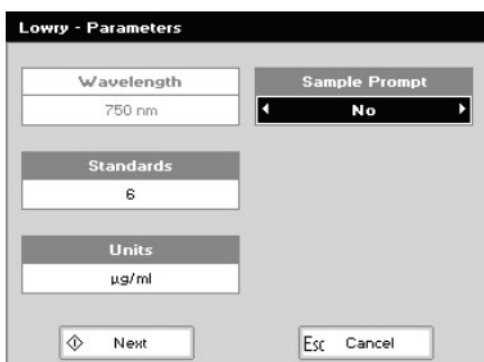 Lowry - Parameters
Wavelength
750 nm
Sample Prompt
No
Standards
6
Units
µg/ml
Next
Esc Cancel